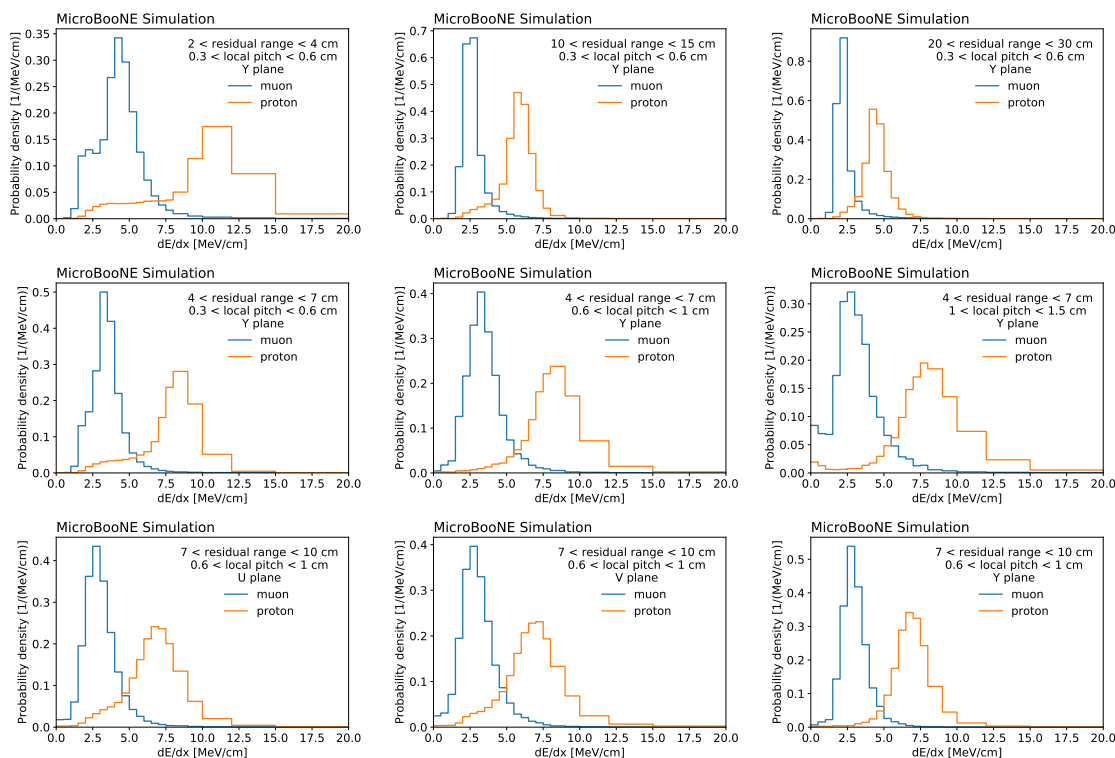 MicroBooNE Simulation
Probability density [1/(MeV/cm)]
0.35
0.30
0.25
0.20
0.15
0.10
0.05
0.00
2 < residual range < 4 cm
0.3 < local pitch < 0.6 cm
Y plane
muon
proton
0.0 2.5 5.0 7.5 10.0 12.5 15.0 17.5 20.0
dE/dx [MeV/cm]
MicroBooNE Simulation
Probability density [1/(MeV/cm)]
0.7
0.6
0.5
0.4
0.3
0.2
0.1
0.0
10 < residual range < 15 cm
0.3 < local pitch < 0.6 cm
Y plane
muon
proton
0.0 2.5 5.0 7.5 10.0 12.5 15.0 17.5 20.0
dE/dx [MeV/cm]
MicroBooNE Simulation
Probability density [1/(MeV/cm)]
0.8
0.6
0.4
0.2
0.0
20 < residual range < 30 cm
0.3 < local pitch < 0.6 cm
Y plane
muon
proton
0.0 2.5 5.0 7.5 10.0 12.5 15.0 17.5 20.0
dE/dx [MeV/cm]
MicroBooNE Simulation
Probability density [1/(MeV/cm)]
0.5
0.4
0.3
0.2
0.1
0.0
4 < residual range < 7 cm
0.3 < local pitch < 0.6 cm
Y plane
muon
proton
0.0 2.5 5.0 7.5 10.0 12.5 15.0 17.5 20.0
dE/dx [MeV/cm]
MicroBooNE Simulation
Probability density [1/(MeV/cm)]
0.4
0.3
0.2
0.1
0.0
4 < residual range < 7 cm
0.6 < local pitch < 1 cm
Y plane
muon
proton
0.0 2.5 5.0 7.5 10.0 12.5 15.0 17.5 20.0
dE/dx [MeV/cm]
MicroBooNE Simulation
Probability density [1/(MeV/cm)]
0.30
0.25
0.20
0.15
0.10
0.05
0.00
4 < residual range < 7 cm
1 < local pitch < 1.5 cm
Y plane
muon
proton
0.0 2.5 5.0 7.5 10.0 12.5 15.0 17.5 20.0
dE/dx [MeV/cm]
MicroBooNE Simulation
Probability density [1/(MeV/cm)]
0.4
0.3
0.2
0.1
0.0
7 < residual range < 10 cm
0.6 < local pitch < 1 cm
U plane
muon
proton
0.0 2.5 5.0 7.5 10.0 12.5 15.0 17.5 20.0
dE/dx [MeV/cm]
MicroBooNE Simulation
Probability density [1/(MeV/cm)]
0.4
0.3
0.2
0.1
0.0
7 < residual range < 10 cm
0.6 < local pitch < 1 cm
V plane
muon
proton
0.0 2.5 5.0 7.5 10.0 12.5 15.0 17.5 20.0
dE/dx [MeV/cm]
MicroBooNE Simulation
Probability density [1/(MeV/cm)]
0.5
0.4
0.3
0.2
0.1
0.0
7 < residual range < 10 cm
0.6 < local pitch < 1 cm
Y plane
muon
proton
0.0 2.5 5.0 7.5 10.0 12.5 15.0 17.5 20.0
dE/dx [MeV/cm]